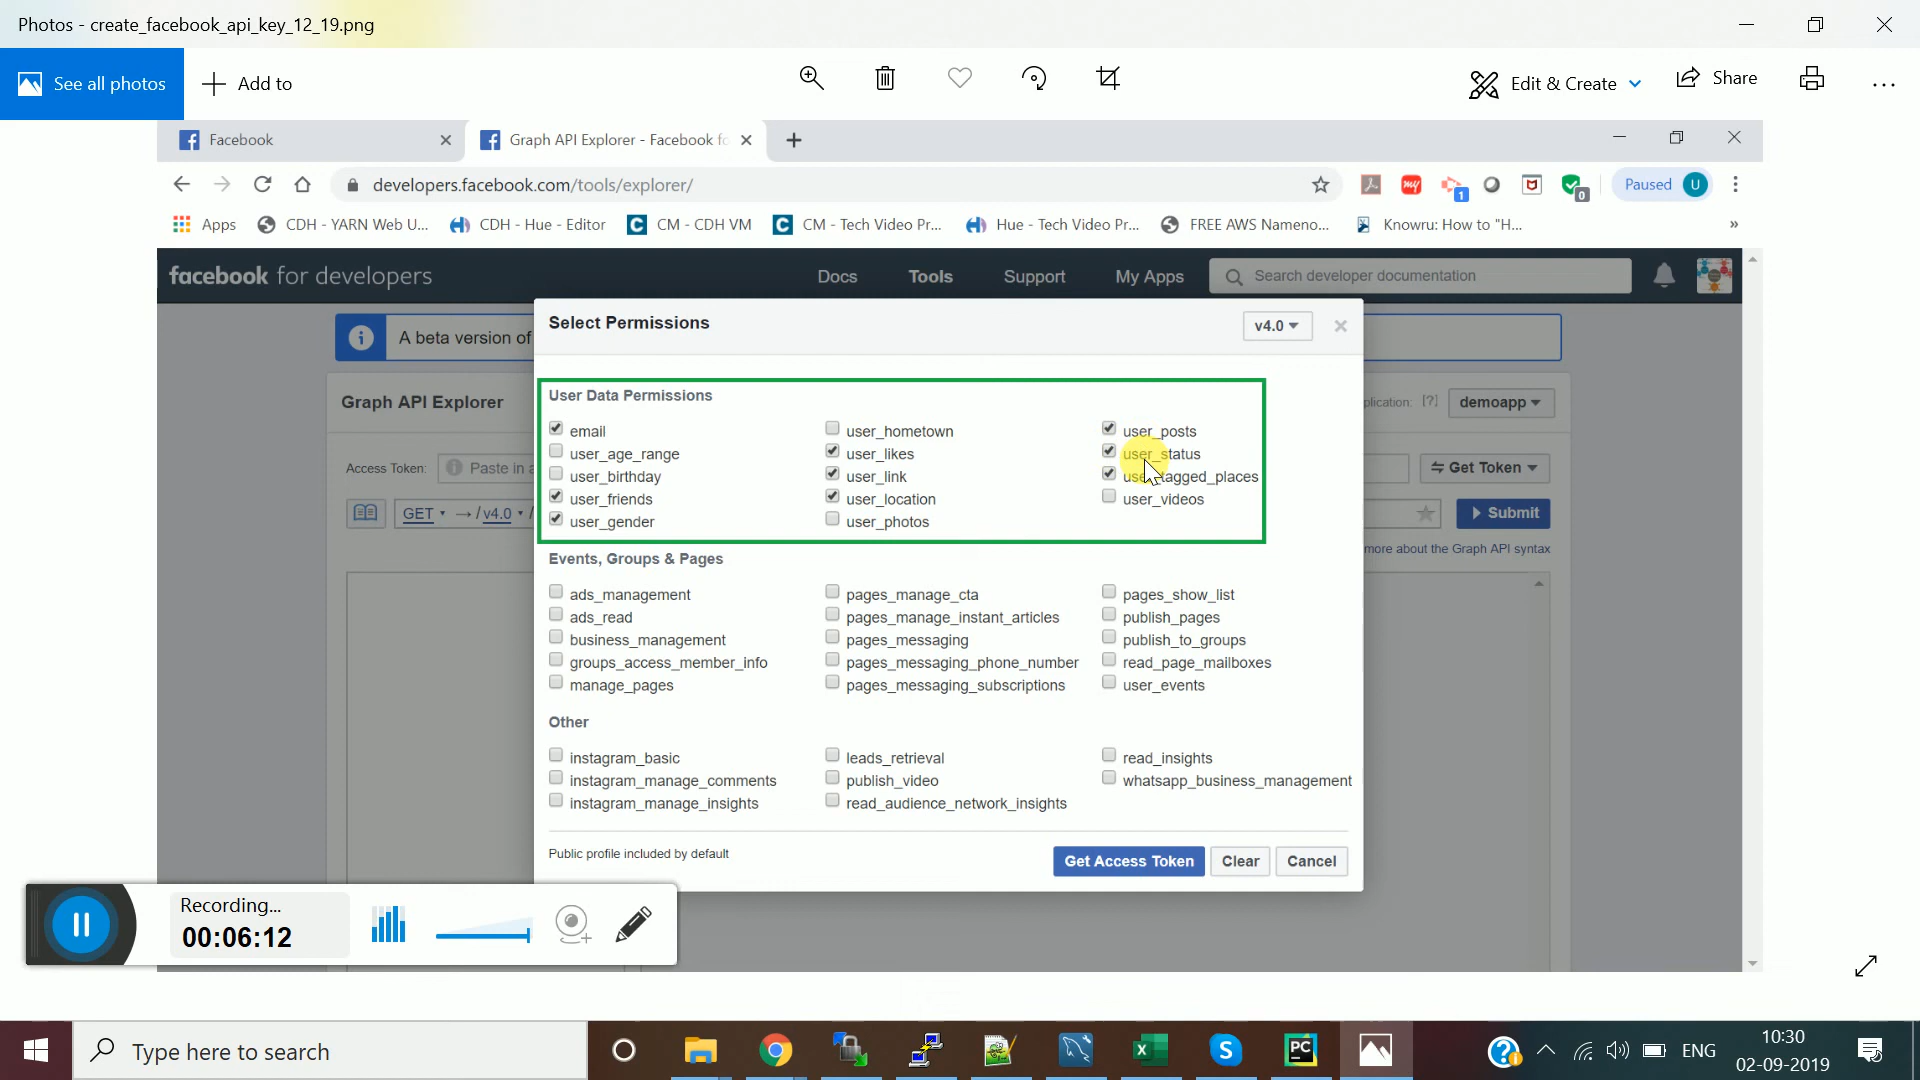 Photos - create_facebook_api_key_12_19.png
See all photos
Add to
Edit & Create
Share
Facebook
Graph API Explorer - Facebook fo
developers.facebook.com/tools/explorer/
1
0
Paused
U
Apps
CDH - YARN Web U...
CDH - Hue - Editor
CM - CDH VM
CM - Tech Video Pr...
Hue - Tech Video Pr...
FREE AWS Nameno...
Knowru: How to "H...
»
facebook for developers
Docs
Tools
Support
My Apps
Search developer documentation
A beta version of
Select Permissions
v4.0
Graph API Explorer
plication: [?]
demoapp
Access Token:
Paste in a
Get Token
GET → / v4.0 /
Submit
more about the Graph API syntax
User Data Permissions
email
user_hometown
user_posts
user_age_range
user_likes
user_status
user_birthday
user_link
user_tagged_places
user_friends
user_location
user_videos
user_gender
user_photos
Events, Groups & Pages
ads_management
pages_manage_cta
pages_show_list
ads_read
pages_manage_instant_articles
publish_pages
business_management
pages_messaging
publish_to_groups
groups_access_member_info
pages_messaging_phone_number
read_page_mailboxes
manage_pages
pages_messaging_subscriptions
user_events
Other
instagram_basic
leads_retrieval
read_insights
instagram_manage_comments
publish_video
whatsapp_business_management
instagram_manage_insights
read_audience_network_insights
Public profile included by default
Get Access Token
Clear
Cancel
Recording...
00:06:12
Type here to search
PC
ENG
10:30
02-09-2019